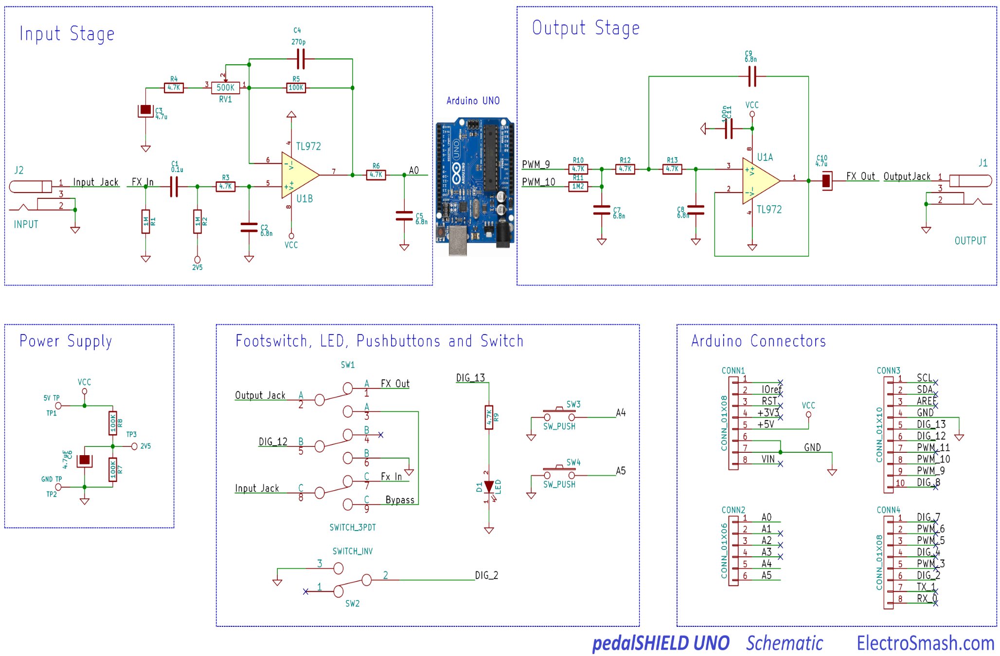 Input Stage
C4
270p
R4
4.7K
3
2
500K
1
RV1
R5
100K
C3
4.7u
4
TL972
6
V-
7
5
V+
U1B
8
VCC
J2
1
Input Jack
3
2
INPUT
FX In
C1
0.1u
R3
4.7K
1M
R1
1M
R2
2V5
C2
6.8n
R6
4.7K
A0
C5
6.8n
Arduino UNO
UNO
ARDUINO
Output Stage
C9
6.8n
100n
C11
VCC
8
U1A
PWM_9
R10
4.7K
R12
4.7K
R13
4.7K
3
V+
1
PWM_10
R11
1M2
2
V-
4
TL972
C7
6.8n
C8
6.8n
C10
4.7u
FX Out
OutputJack
J1
1
3
2
OUTPUT
Power Supply
VCC
5V TP
TP1
100K
R8
TP3
2V5
4.7uF
C6
100K
R7
GND TP
TP2
Footswitch, LED, Pushbuttons and Switch
SW1
Output Jack
A
2
A
1
FX Out
A
3
DIG_12
B
5
B
4
B
6
Input Jack
C
8
C
7
Fx In
C
9
Bypass
SWITCH_3PDT
SWITCH_INV
3
1
2
DIG_2
SW2
DIG_13
4.7K
R9
2
D1
LED
1
SW3
A4
SW_PUSH
SW4
A5
SW_PUSH
Arduino Connectors
CONN1
CONN_01X08
1
2 IOref
3 RST
4 +3V3
5 +5V
VCC
6
7
GND
8 VIN
CONN2
CONN_01X06
1 A0
2 A1
3 A2
4 A3
5 A4
6 A5
CONN3
CONN_01X10
1 SCL
2 SDA
3 AREF
4 GND
5 DIG_13
6 DIG_12
7 PWM_11
8 PWM_10
9 PWM_9
10 DIG_8
CONN4
CONN_01X08
1 DIG_7
2 PWM_6
3 PWM_5
4 DIG_4
5 PWM_3
6 DIG_2
7 TX_1
8 RX_0
pedalSHIELD UNO Schematic ElectroSmash.com